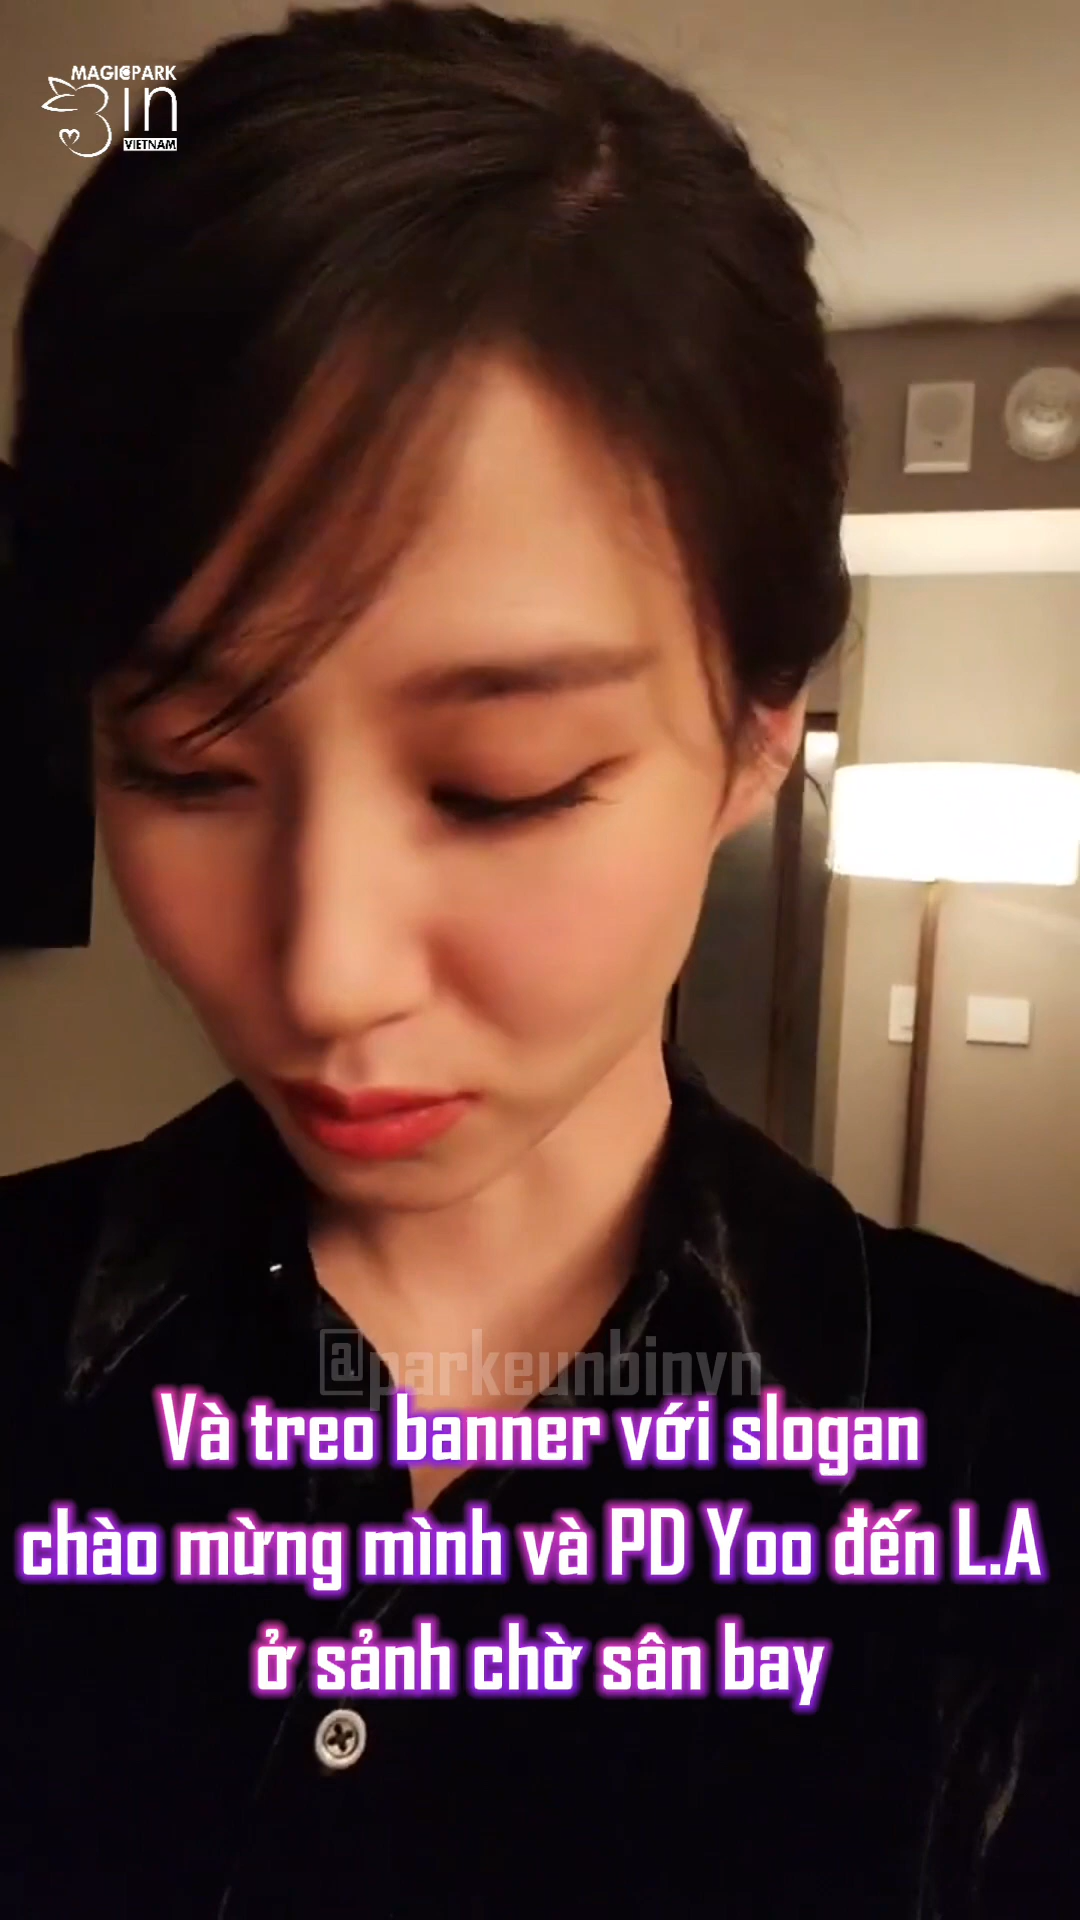 MAGICPARK
Bin
VIETNAM
@parkeunbinvn
Và treo banner với slogan
chào mừng mình và PD Yoo đến L.A
ở sảnh chờ sân bay